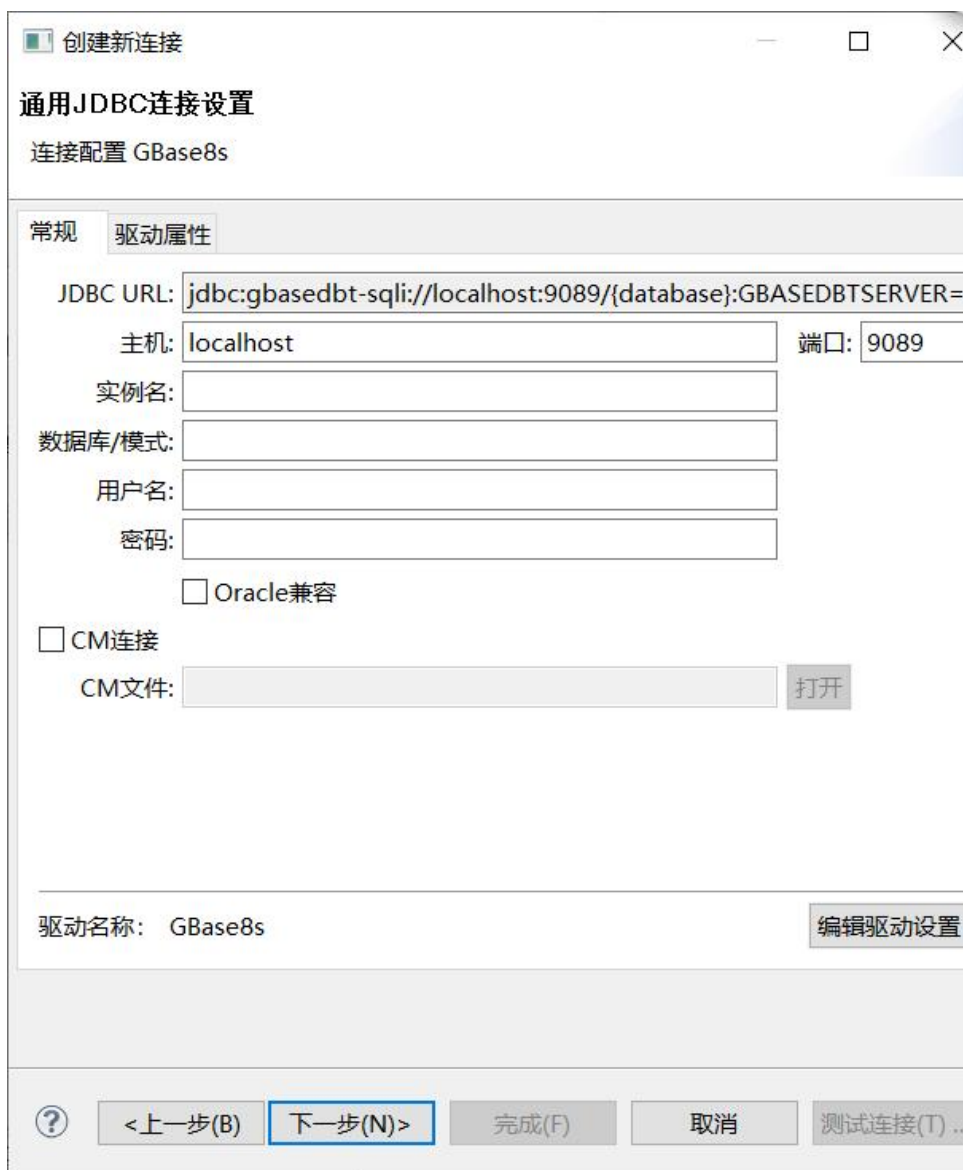 创建新连接
通用JDBC连接设置
连接配置 GBase8s
常规 驱动属性
JDBC URL: jdbc:gbasedbt-sqli://localhost:9089/{database}:GBASEDBTSERVER=
主机: localhost 端口: 9089
实例名:
数据库/模式:
用户名:
密码:
Oracle兼容
CM连接
CM文件: 打开
驱动名称: GBase8s 编辑驱动设置
<上一步(B) 下一步(N)> 完成(F) 取消 测试连接(T) ..